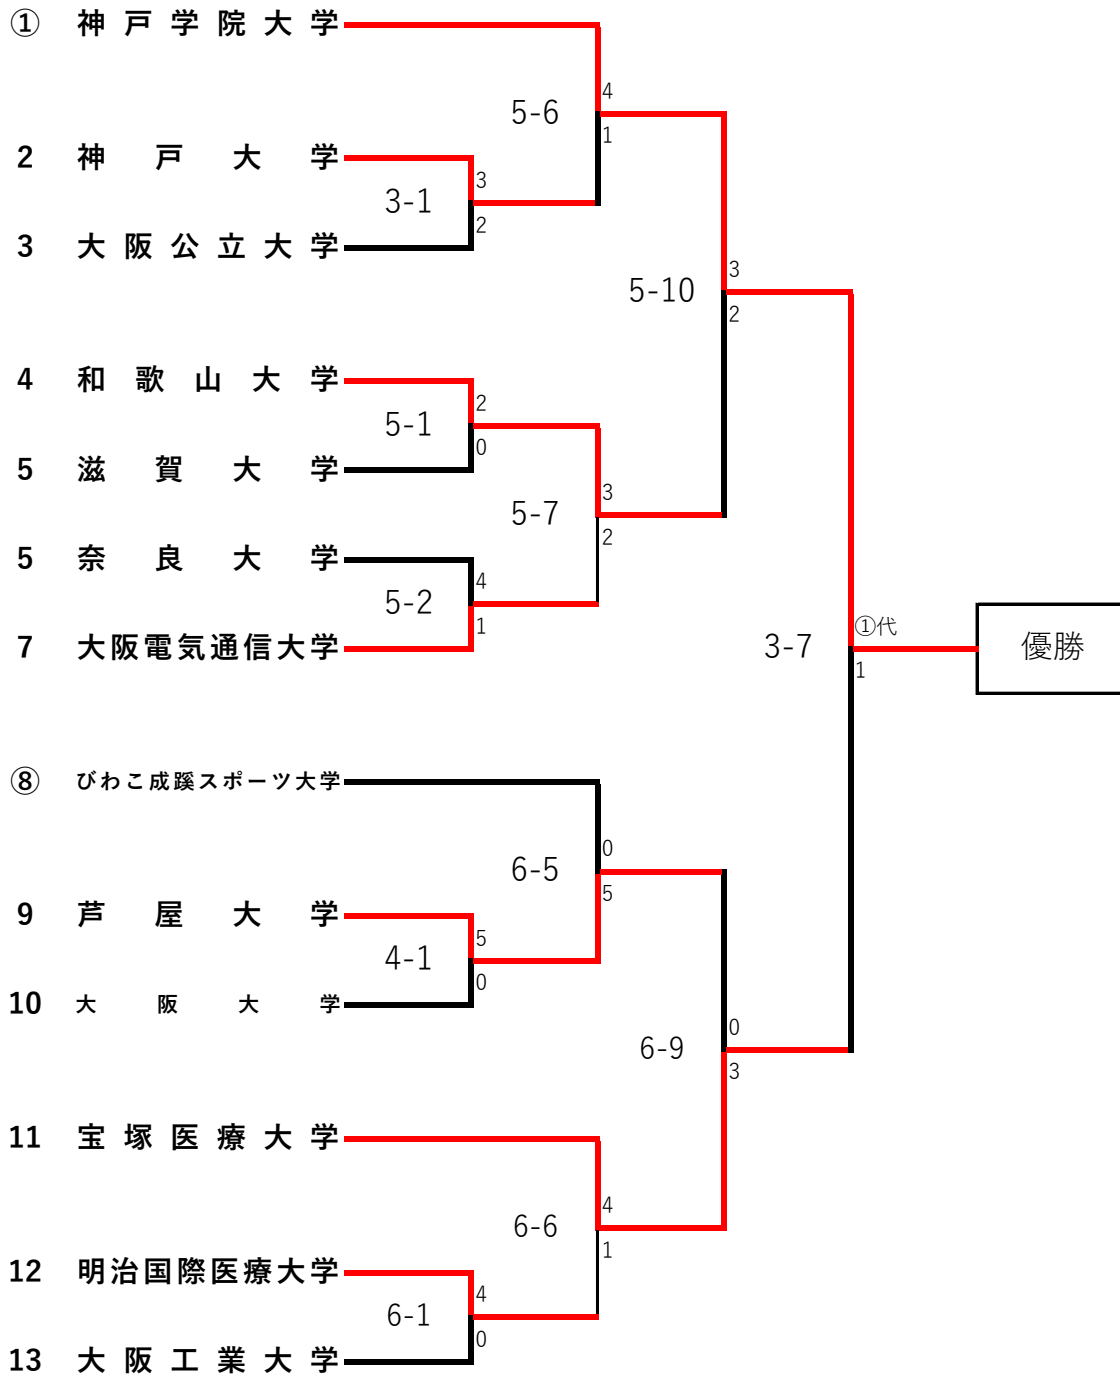 ① 神戸学院大学
4
5-6
1
2 神戸大学
3
3-1
2
3 大阪公立大学
3
5-10
2
4 和歌山大学
2
5-1
0
5 滋賀大学
3
5-7
2
5 奈良大学
4
5-2
1
7 大阪電気通信大学
①代
3-7
1
優勝
⑧ びわこ成蹊スポーツ大学
0
6-5
5
9 芦屋大学
5
4-1
0
10 大阪大学
0
6-9
3
11 宝塚医療大学
4
6-6
1
12 明治国際医療大学
4
6-1
0
13 大阪工業大学